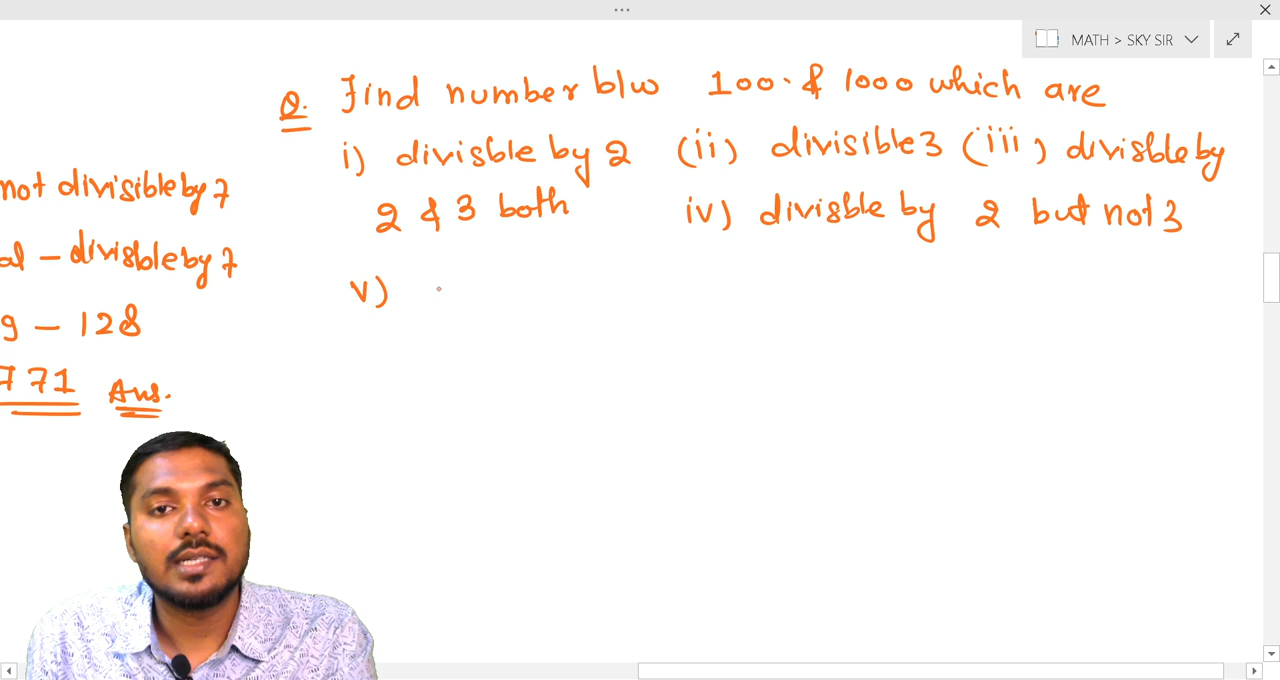 MATH > SKY SIR
Q. Find number b/w 100 & 1000 which are
i) divisble by 2 (ii) divisible 3 (iii) divisble by
2 & 3 both iv) divisble by 2 but not 3
v)
not divisible by 7
al – divisble by 7
9 – 128
771 Ans.